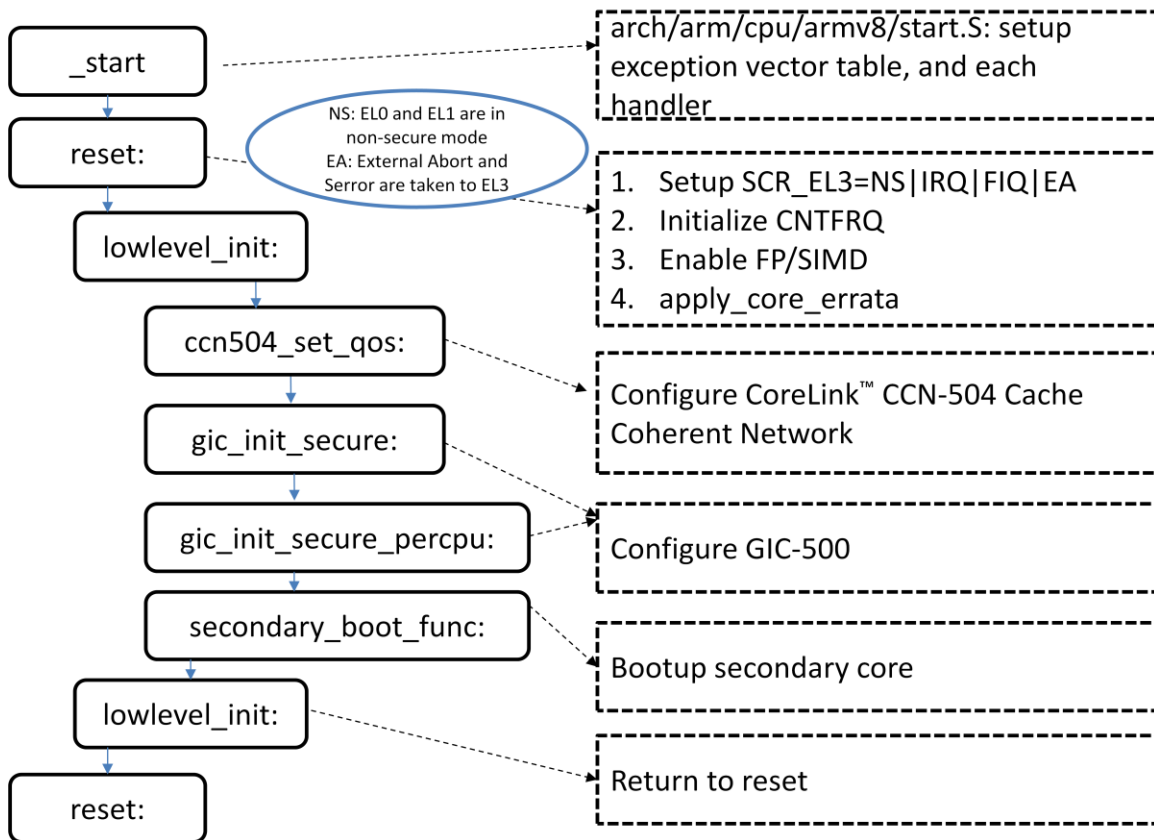 _start
arch/arm/cpu/armv8/start.S: setup
exception vector table, and each
handler
reset:
NS: EL0 and EL1 are in
non-secure mode
EA: External Abort and
Serror are taken to EL3
1. Setup SCR_EL3=NS|IRQ|FIQ|EA
2. Initialize CNTFRQ
3. Enable FP/SIMD
4. apply_core_errata
lowlevel_init:
ccn504_set_qos:
Configure CoreLink™ CCN-504 Cache
Coherent Network
gic_init_secure:
gic_init_secure_percpu:
Configure GIC-500
secondary_boot_func:
Bootup secondary core
lowlevel_init:
Return to reset
reset: